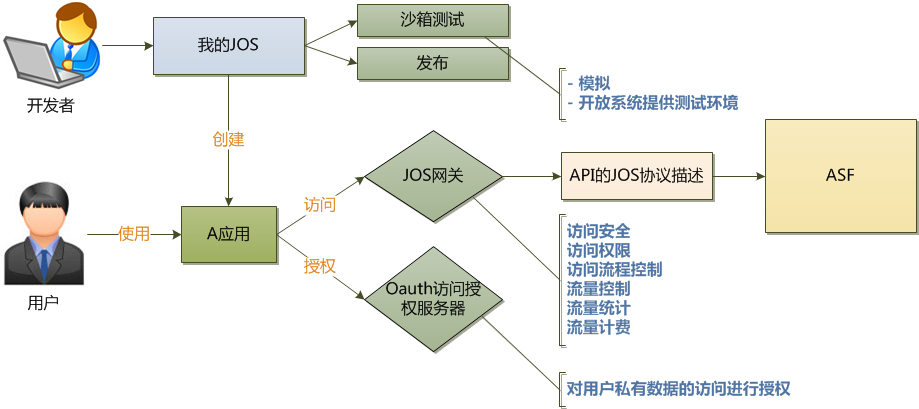 沙箱测试
我的JOS
发布
- 模拟
- 开放系统提供测试环境
开发者
创建
JOS网关
API的JOS协议描述
ASF
访问
使用
A应用
访问安全
访问权限
访问流程控制
流量控制
流量统计
流量计费
授权
Oauth访问授
权服务器
用户
对用户私有数据的访问进行授权